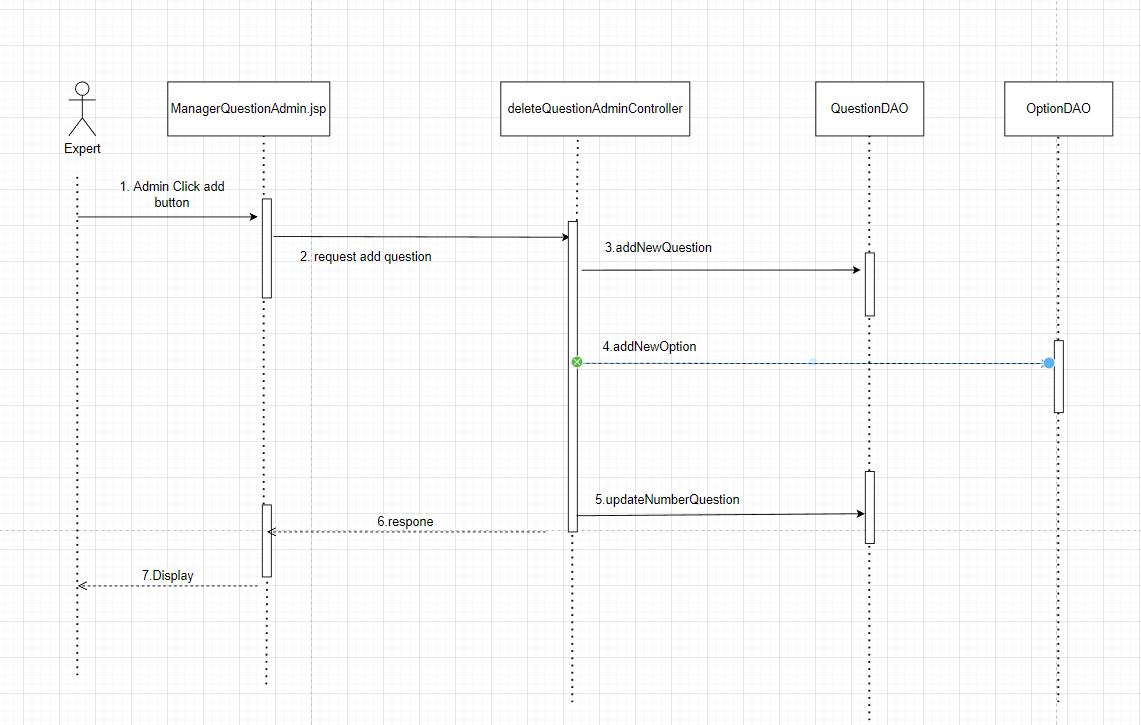 ManagerQuestionAdmin.jsp
deleteQuestionAdminController
QuestionDAO
OptionDAO
Expert
1. Admin Click add
button
2. request add question
3.addNewQuestion
4.addNewOption
5.updateNumberQuestion
6.respone
7.Display